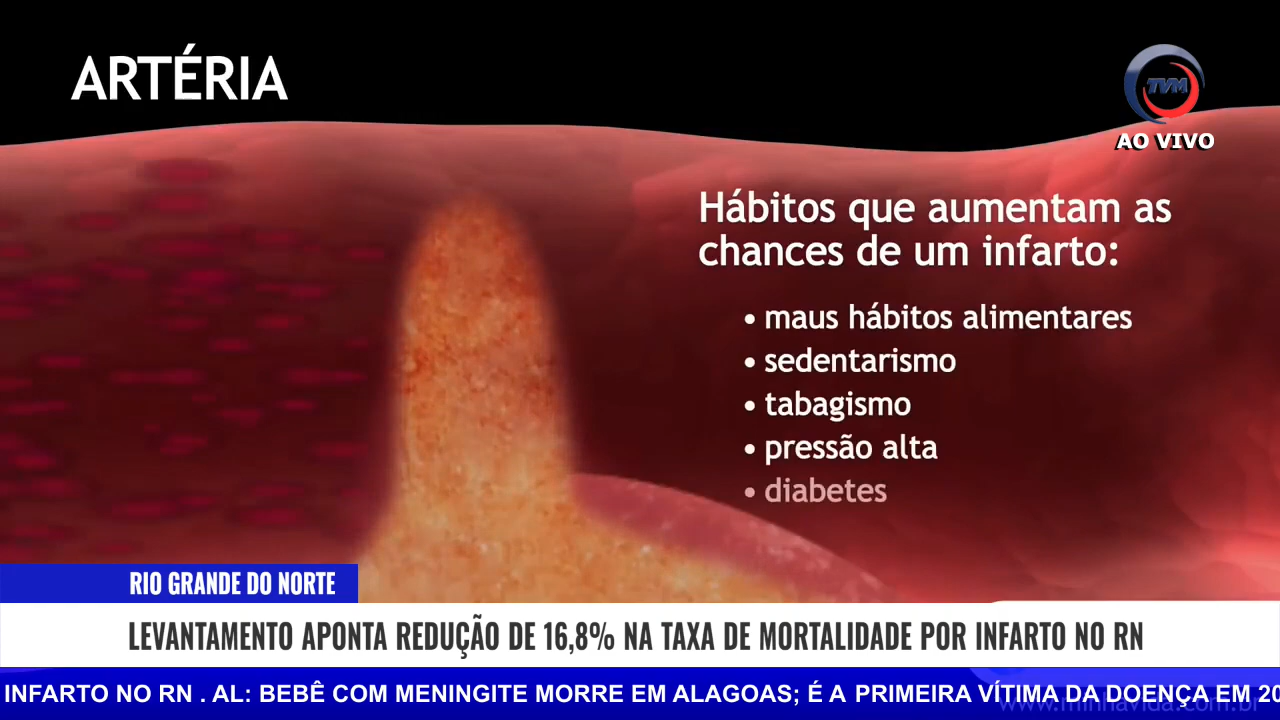 ARTÉRIA
TVM
AO VIVO
Hábitos que aumentam as
chances de um infarto:
• maus hábitos alimentares
• sedentarismo
• tabagismo
• pressão alta
• diabetes
RIO GRANDE DO NORTE
LEVANTAMENTO APONTA REDUÇÃO DE 16,8% NA TAXA DE MORTALIDADE POR INFARTO NO RN
INFARTO NO RN . AL: BEBÊ COM MENINGITE MORRE EM ALAGOAS; É A PRIMEIRA VÍTIMA DA DOENÇA EM 20
www.minhavida.com.br